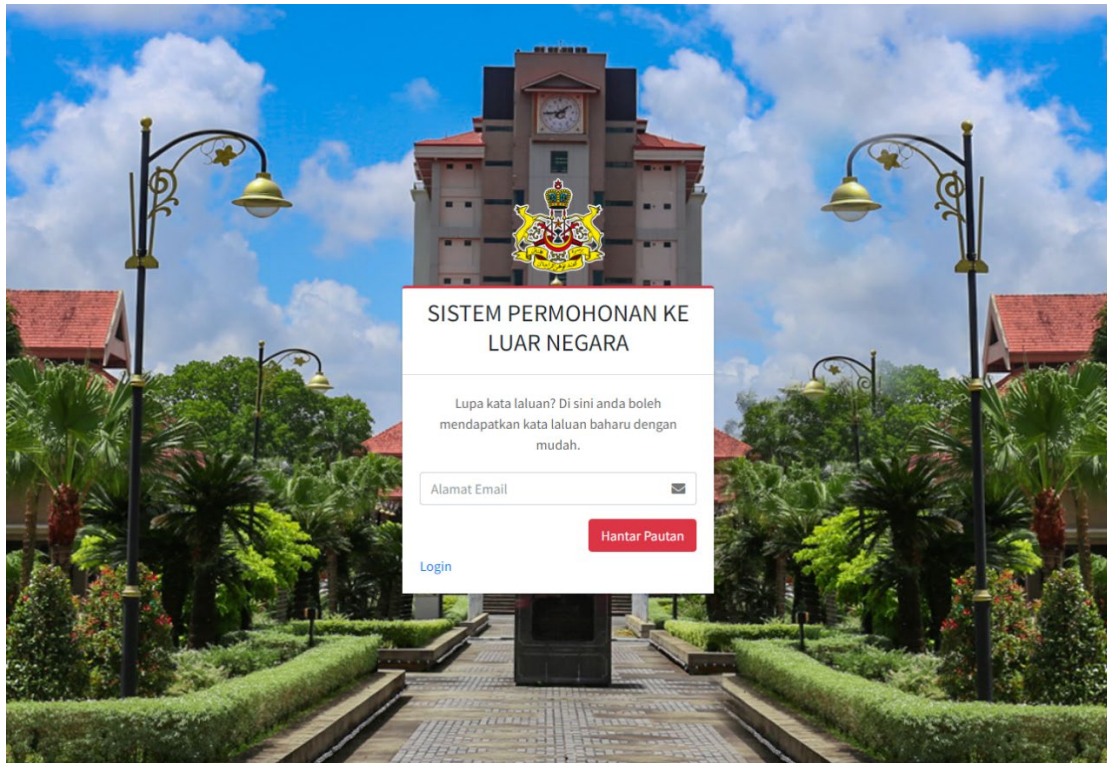 SISTEM PERMOHONAN KE
LUAR NEGARA
Lupa kata laluan? Di sini anda boleh
mendapatkan kata laluan baharu dengan
mudah.
Alamat Email
Hantar Pautan
Login